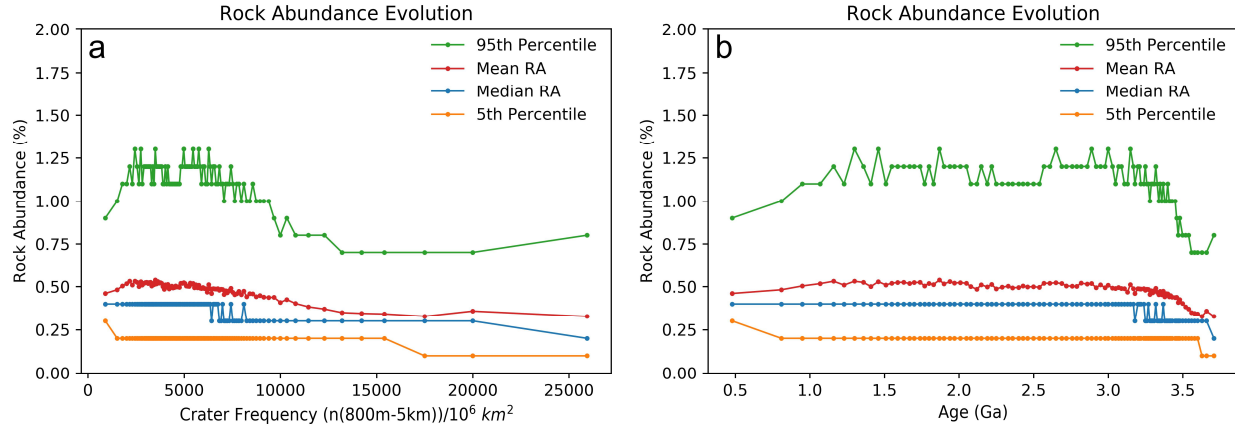 Rock Abundance Evolution
a
95th Percentile
Mean RA
Median RA
5th Percentile
2.00
1.75
1.50
1.25
1.00
0.75
0.50
0.25
0.00
Rock Abundance (%)
0
5000
10000
15000
20000
25000
Crater Frequency (n(800m-5km))/10⁶ km²
Rock Abundance Evolution
b
95th Percentile
Mean RA
Median RA
5th Percentile
2.00
1.75
1.50
1.25
1.00
0.75
0.50
0.25
0.00
Rock Abundance (%)
0.5
1.0
1.5
2.0
2.5
3.0
3.5
Age (Ga)